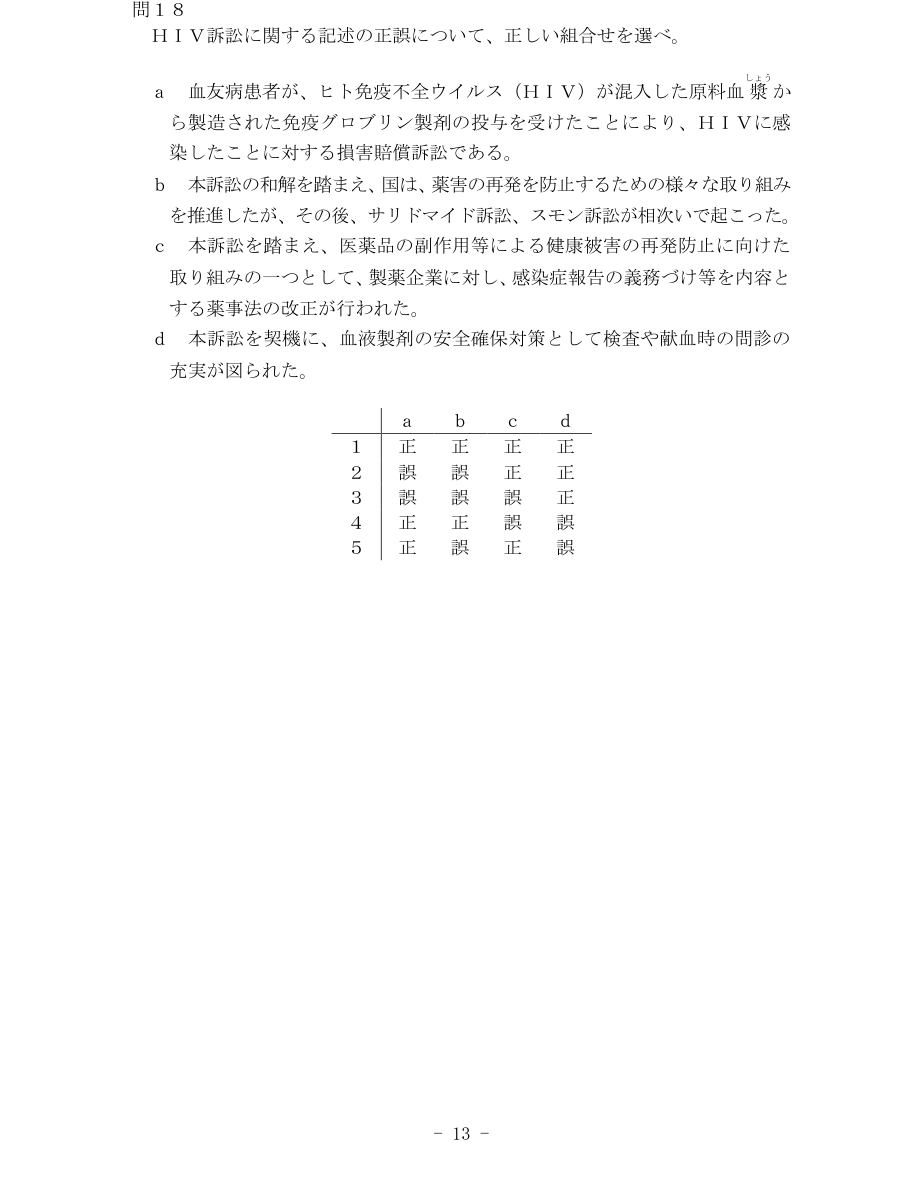 問１８
ＨＩＶ訴訟に関する記述の正誤について、正しい組合せを選べ。
しょう
a　血友病患者が、ヒト免疫不全ウイルス（ＨＩＶ）が混入した原料血漿か
ら製造された免疫グロブリン製剤の投与を受けたことにより、ＨＩＶに感
染したことに対する損害賠償訴訟である。
b　本訴訟の和解を踏まえ、国は、薬害の再発を防止するための様々な取り組み
を推進したが、その後、サリドマイド訴訟、スモン訴訟が相次いで起こった。
c　本訴訟を踏まえ、医薬品の副作用等による健康被害の再発防止に向けた
取り組みの一つとして、製薬企業に対し、感染症報告の義務づけ等を内容と
する薬事法の改正が行われた。
d　本訴訟を契機に、血液製剤の安全確保対策として検査や献血時の問診の
充実が図られた。
a b c d
1 正 正 正 正
2 誤 誤 正 正
3 誤 誤 誤 正
4 正 正 誤 誤
5 正 誤 正 誤
- 13 -